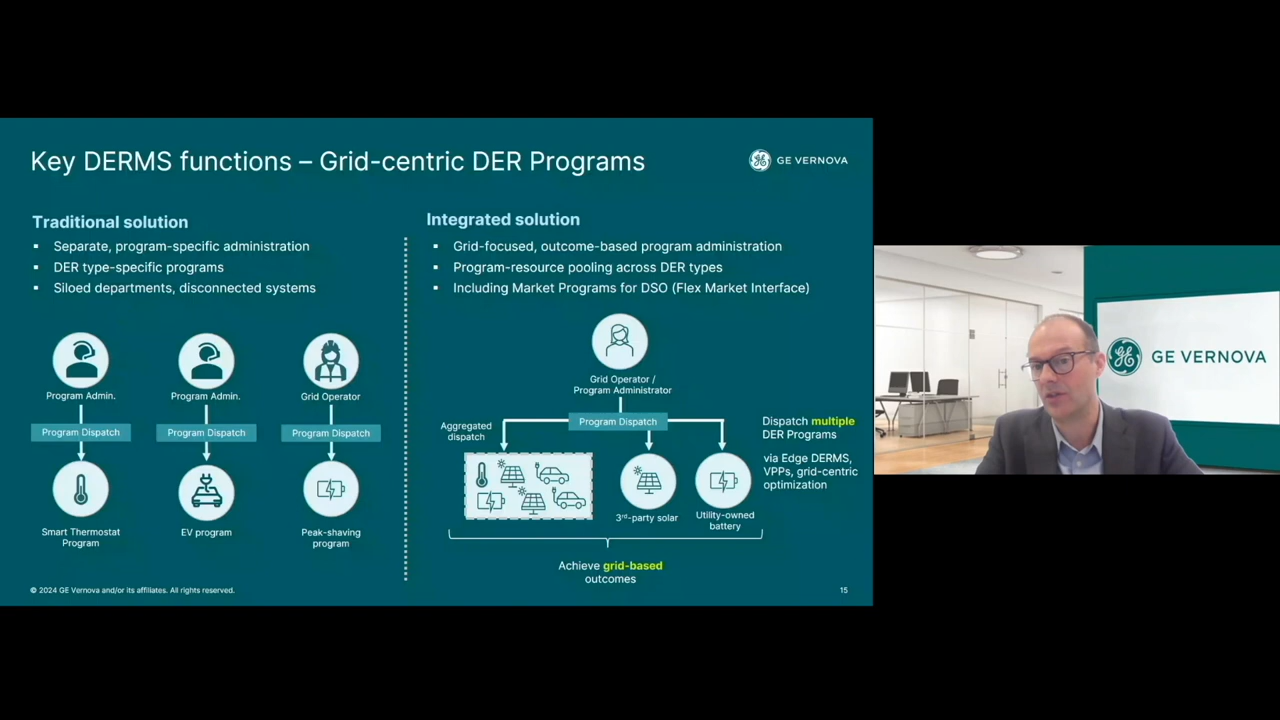 Key DERMS functions – Grid-centric DER Programs
GE VERNOVA
Traditional solution
▪ Separate, program-specific administration
▪ DER type-specific programs
▪ Siloed departments, disconnected systems
Program Admin.
Program Admin.
Grid Operator
Program Dispatch
Program Dispatch
Program Dispatch
Smart Thermostat
Program
EV program
Peak-shaving
program
Integrated solution
▪ Grid-focused, outcome-based program administration
▪ Program-resource pooling across DER types
▪ Including Market Programs for DSO (Flex Market Interface)
Grid Operator /
Program Administrator
Program Dispatch
Aggregated
dispatch
3rd-party solar
Utility-owned
battery
Dispatch multiple
DER Programs
via Edge DERMS,
VPPs, grid-centric
optimization
Achieve grid-based
outcomes
© 2024 GE Vernova and/or its affiliates. All rights reserved.
15
GE VERNOVA